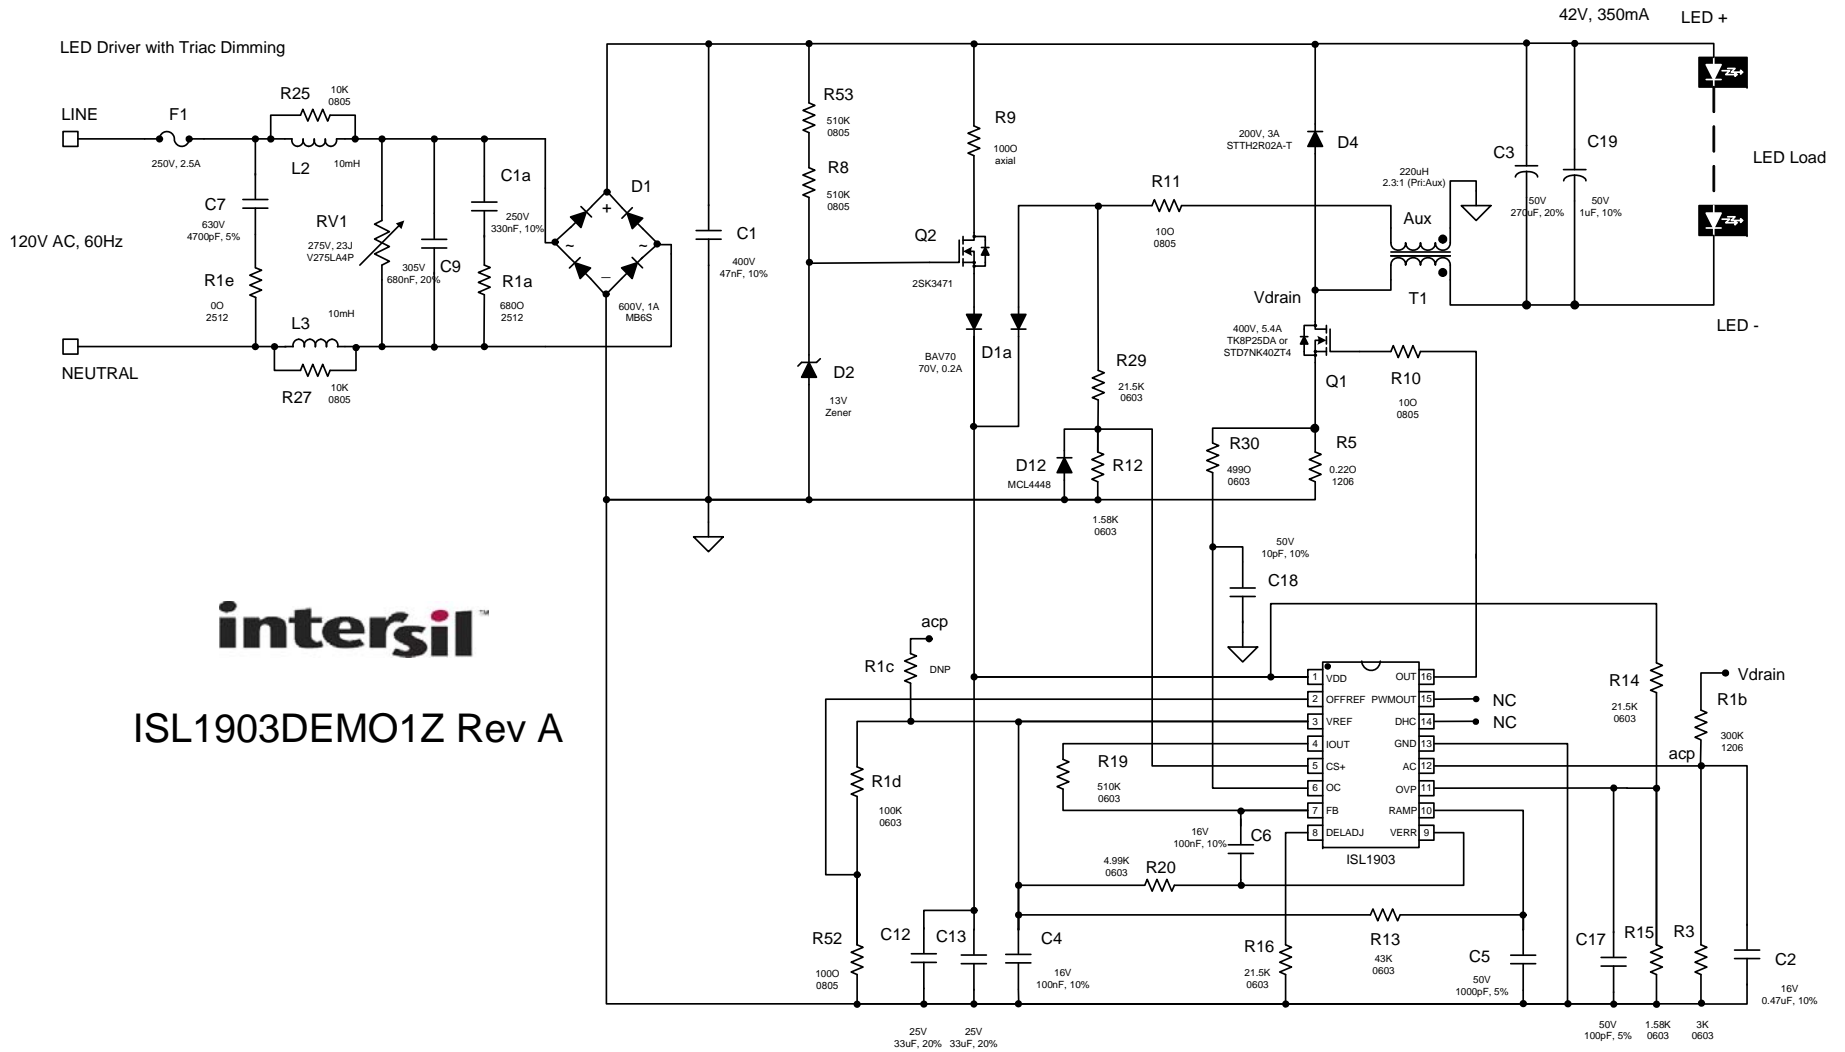 42V, 350mA
LED +
LED Driver with Triac Dimming
R25
10K
0805
LINE
F1
250V, 2.5A
L2
10mH
C7
630V
4700pF, 5%
RV1
275V, 23J
V275LA4P
120V AC, 60Hz
R1e
0O
2512
305V
680nF, 20%
C9
C1a
250V
330nF, 10%
R1a
680O
2512
L3
10mH
NEUTRAL
R27
10K
0805
D1
+
~
~
_
600V, 1A
MB6S
C1
400V
47nF, 10%
R53
510K
0805
R8
510K
0805
D2
13V
Zener
R9
100O
axial
Q2
2SK3471
BAV70
70V, 0.2A
D1a
R11
10O
0805
R29
21.5K
0603
D12
MCL4448
R12
1.58K
0603
200V, 3A
STTH2R02A-T
D4
220uH
2.3:1 (Pri:Aux)
Aux
T1
Vdrain
400V, 5.4A
TK8P25DA or
STD7NK40ZT4
Q1
R10
10O
0805
R30
499O
0603
R5
0.22O
1206
50V
10pF, 10%
C18
C3
50V
270uF, 20%
C19
50V
1uF, 10%
LED Load
LED -
intersil™
ISL1903DEMO1Z Rev A
acp
R1c
DNP
R1d
100K
0603
R52
100O
0805
C12
25V
33uF, 20%
C13
25V
33uF, 20%
C4
16V
100nF, 10%
R19
510K
0603
16V
100nF, 10%
C6
4.99K
0603
R20
R16
21.5K
0603
R13
43K
0603
C5
50V
1000pF, 5%
1 VDD OUT 16
2 OFFREF PWMOUT 15
NC
3 VREF DHC 14
NC
4 IOUT GND 13
5 CS+ AC 12
6 OC OVP 11
7 FB RAMP 10
8 DELADJ VERR 9
ISL1903
R14
21.5K
0603
Vdrain
R1b
300K
1206
acp
C17
50V
100pF, 5%
R15
1.58K
0603
R3
3K
0603
C2
16V
0.47uF, 10%